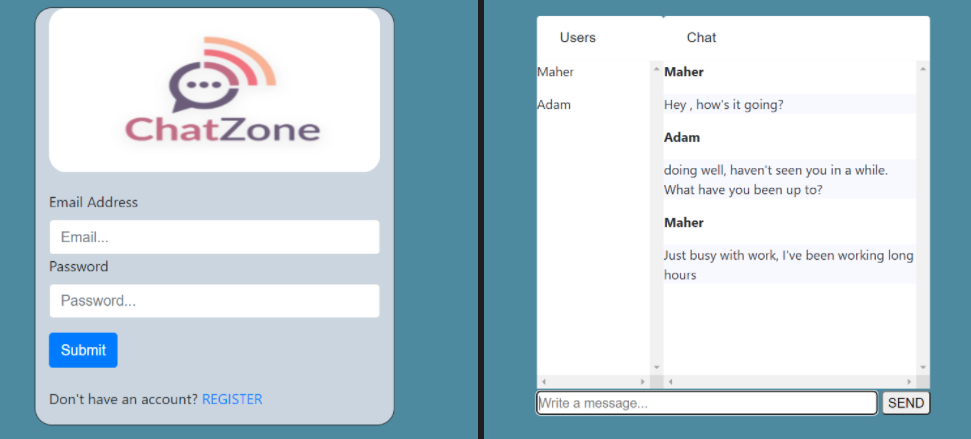 ChatZone
Email Address
Email...
Password
Password...
Submit
Don't have an account? REGISTER
Users
Chat
Maher
Adam
Maher
Hey , how's it going?
Adam
doing well, haven't seen you in a while.
What have you been up to?
Maher
Just busy with work, I've been working long
hours
Write a message...
SEND